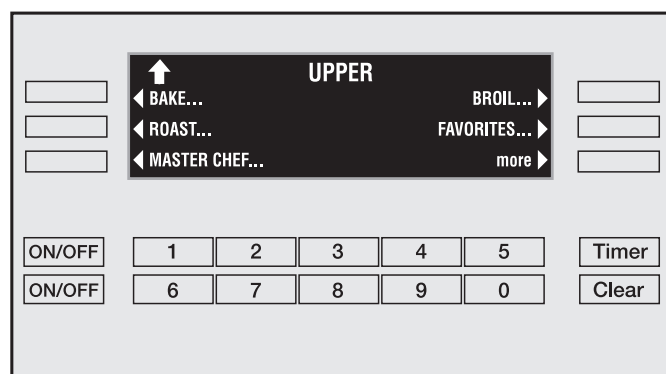 UPPER
BAKE... BROIL...
ROAST... FAVORITES...
MASTER CHEF... more
ON/OFF 1 2 3 4 5 Timer
ON/OFF 6 7 8 9 0 Clear